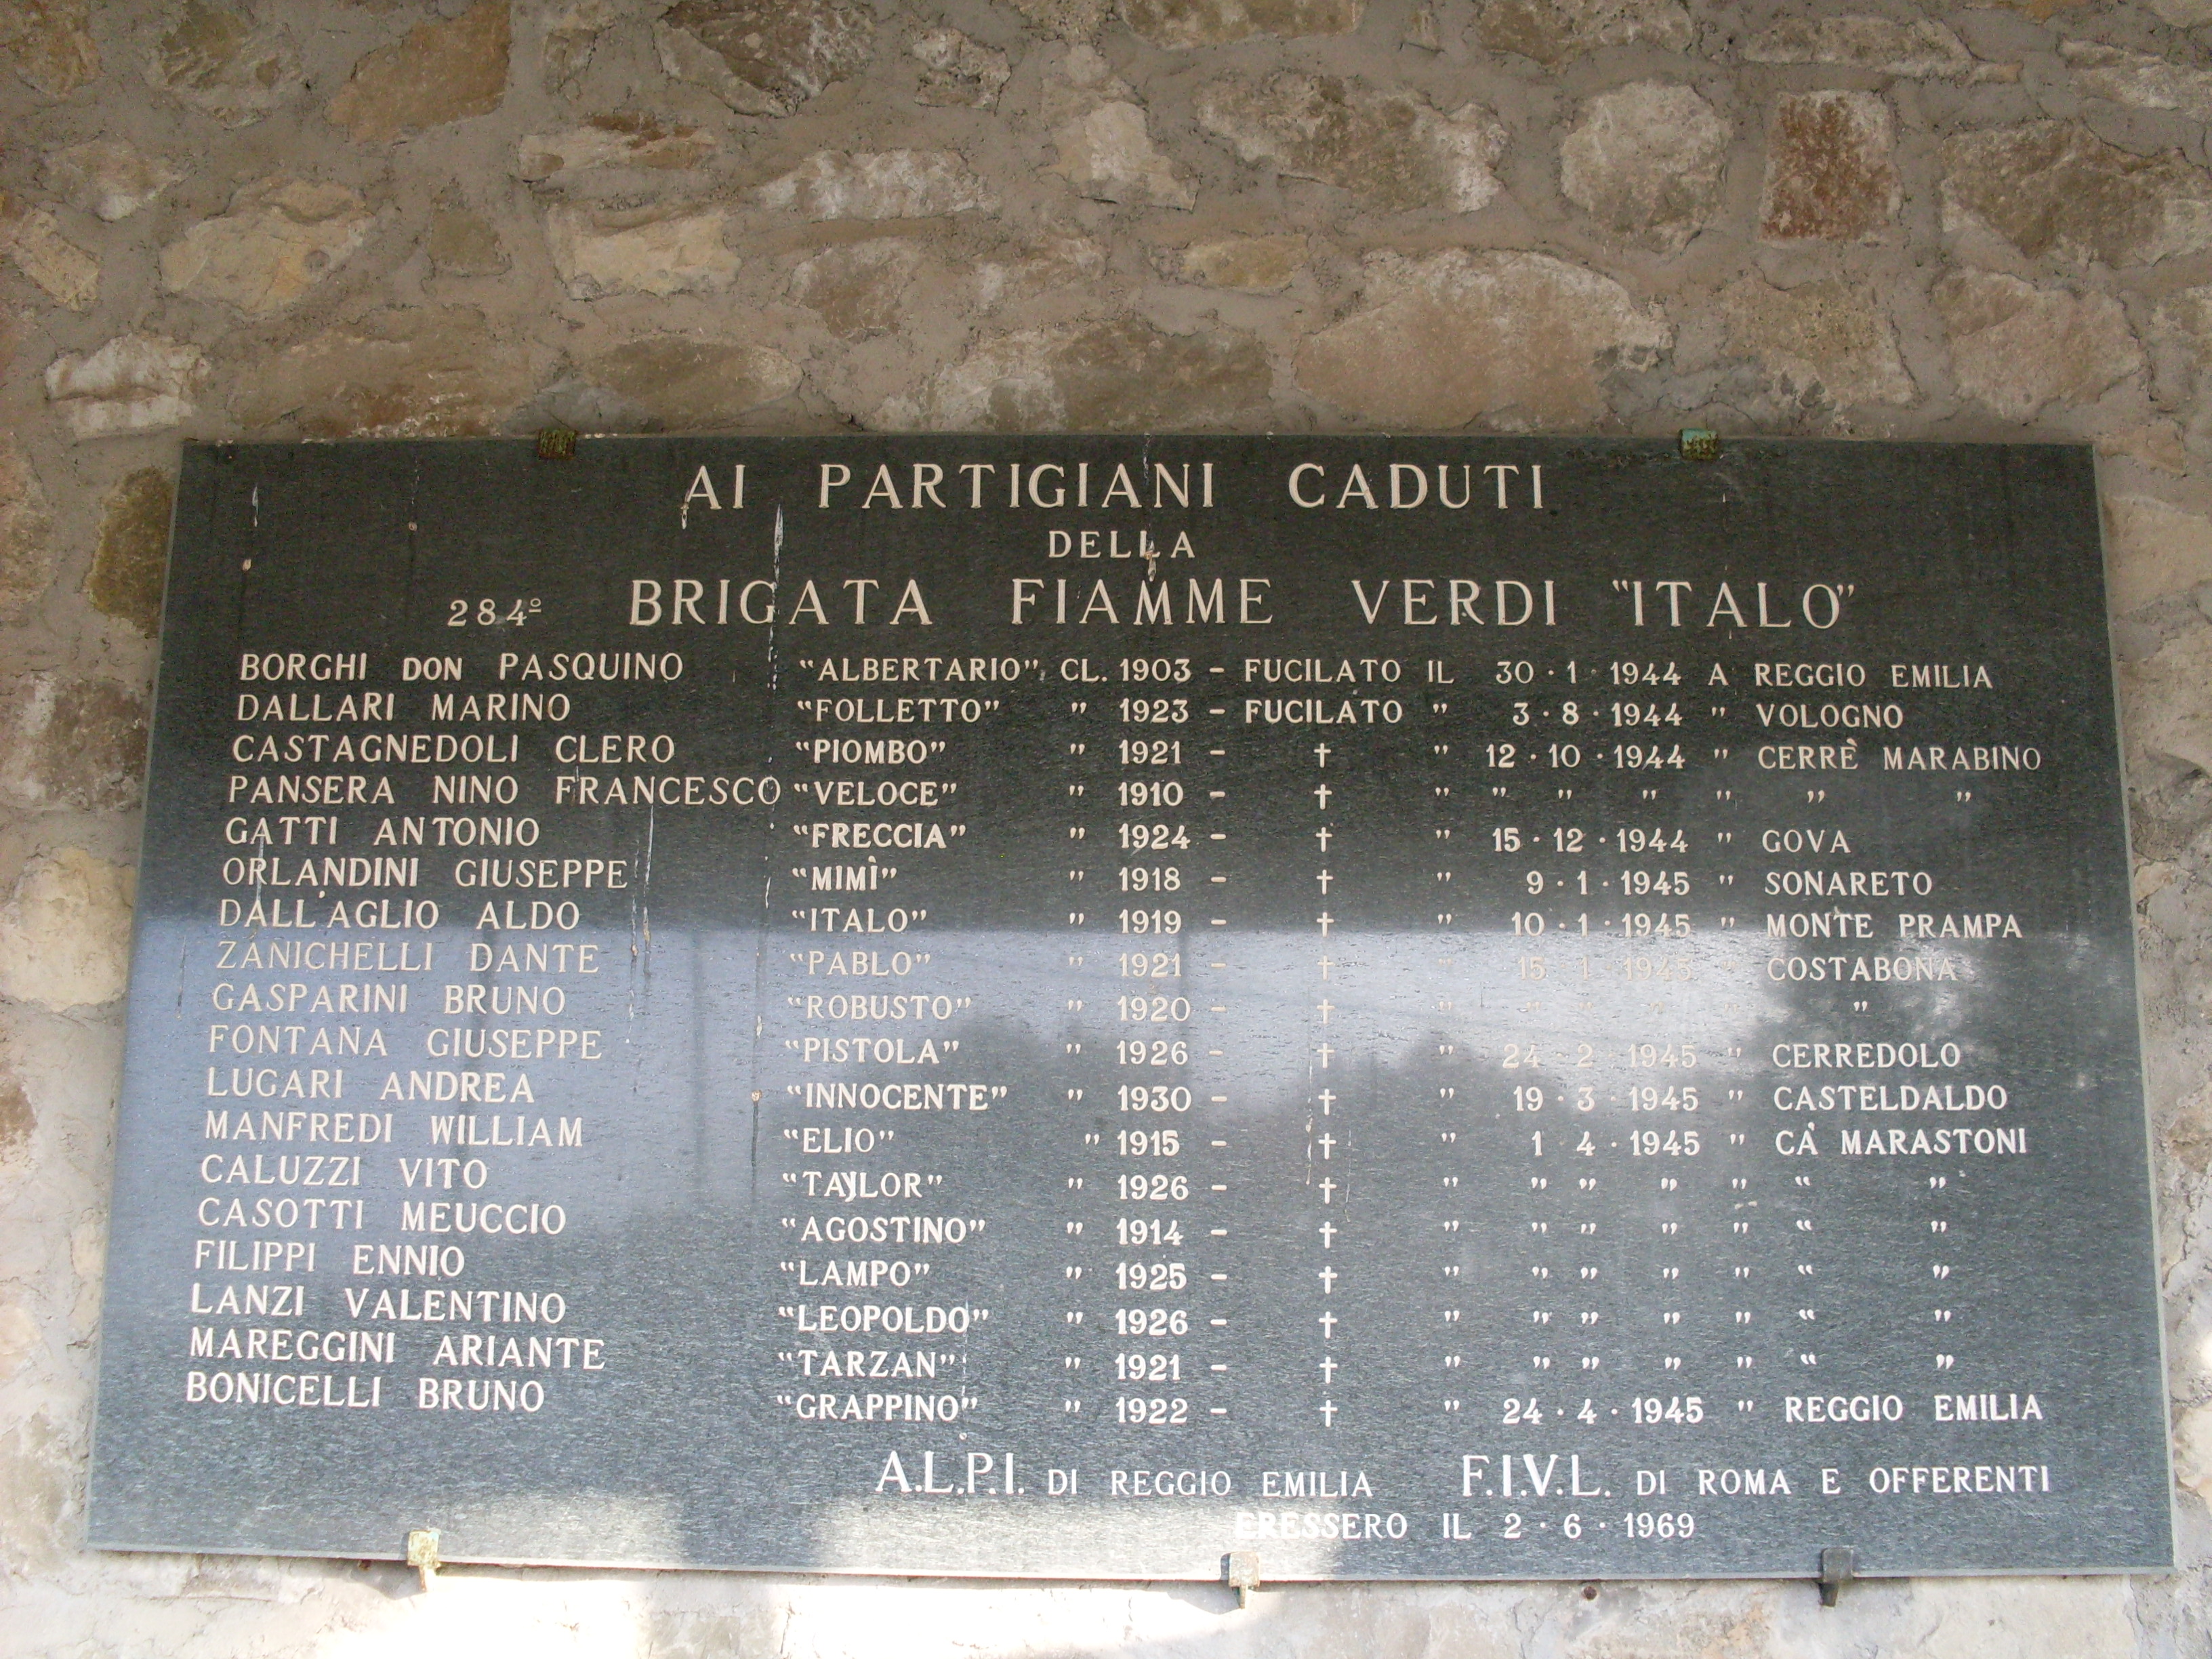 AI PARTIGIANI CADUTI
DELLA
284º BRIGATA FIAMME VERDI "ITALO"
BORGHI DON PASQUINO "ALBERTARIO" CL. 1903 - FUCILATO IL 30·1·1944 A REGGIO EMILIA
DALLARI MARINO "FOLLETTO" " 1923 - FUCILATO " 3·8·1944 " VOLOGNO
CASTAGNEDOLI CLERO "PIOMBO" " 1921 - † " 12·10·1944 " CERRÈ MARABINO
PANSERA NINO FRANCESCO "VELOCE" " 1910 - † " " " " " " "
GATTI ANTONIO "FRECCIA" " 1924 - † " 15·12·1944 " GOVA
ORLANDINI GIUSEPPE "MIMÌ" " 1918 - † " 9·1·1945 " SONARETO
DALL'AGLIO ALDO "ITALO" " 1919 - † " 10·1·1945 " MONTE PRAMPA
ZANICHELLI DANTE "PABLO" " 1921 - † " 15·1·1945 " COSTABONA
GASPARINI BRUNO "ROBUSTO" " 1920 - † " " " " " "
FONTANA GIUSEPPE "PISTOLA" " 1926 - † " 24·2·1945 " CERREDOLO
LUGARI ANDREA "INNOCENTE" " 1930 - † " 19·3·1945 " CASTELDALDO
MANFREDI WILLIAM "ELIO" " 1915 - † " 1·4·1945 " CÀ MARASTONI
CALUZZI VITO "TAYLOR" " 1926 - † " " " " " " "
CASOTTI MEUCCIO "AGOSTINO" " 1914 - † " " " " " " "
FILIPPI ENNIO "LAMPO" " 1925 - † " " " " " " "
LANZI VALENTINO "LEOPOLDO" " 1926 - † " " " " " " "
MAREGGINI ARIANTE "TARZAN" " 1921 - † " " " " " " "
BONICELLI BRUNO "GRAPPINO" " 1922 - † " 24·4·1945 " REGGIO EMILIA
A.L.P.I. DI REGGIO EMILIA F.I.V.L. DI ROMA E OFFERENTI
ERESSERO IL 2·6·1969